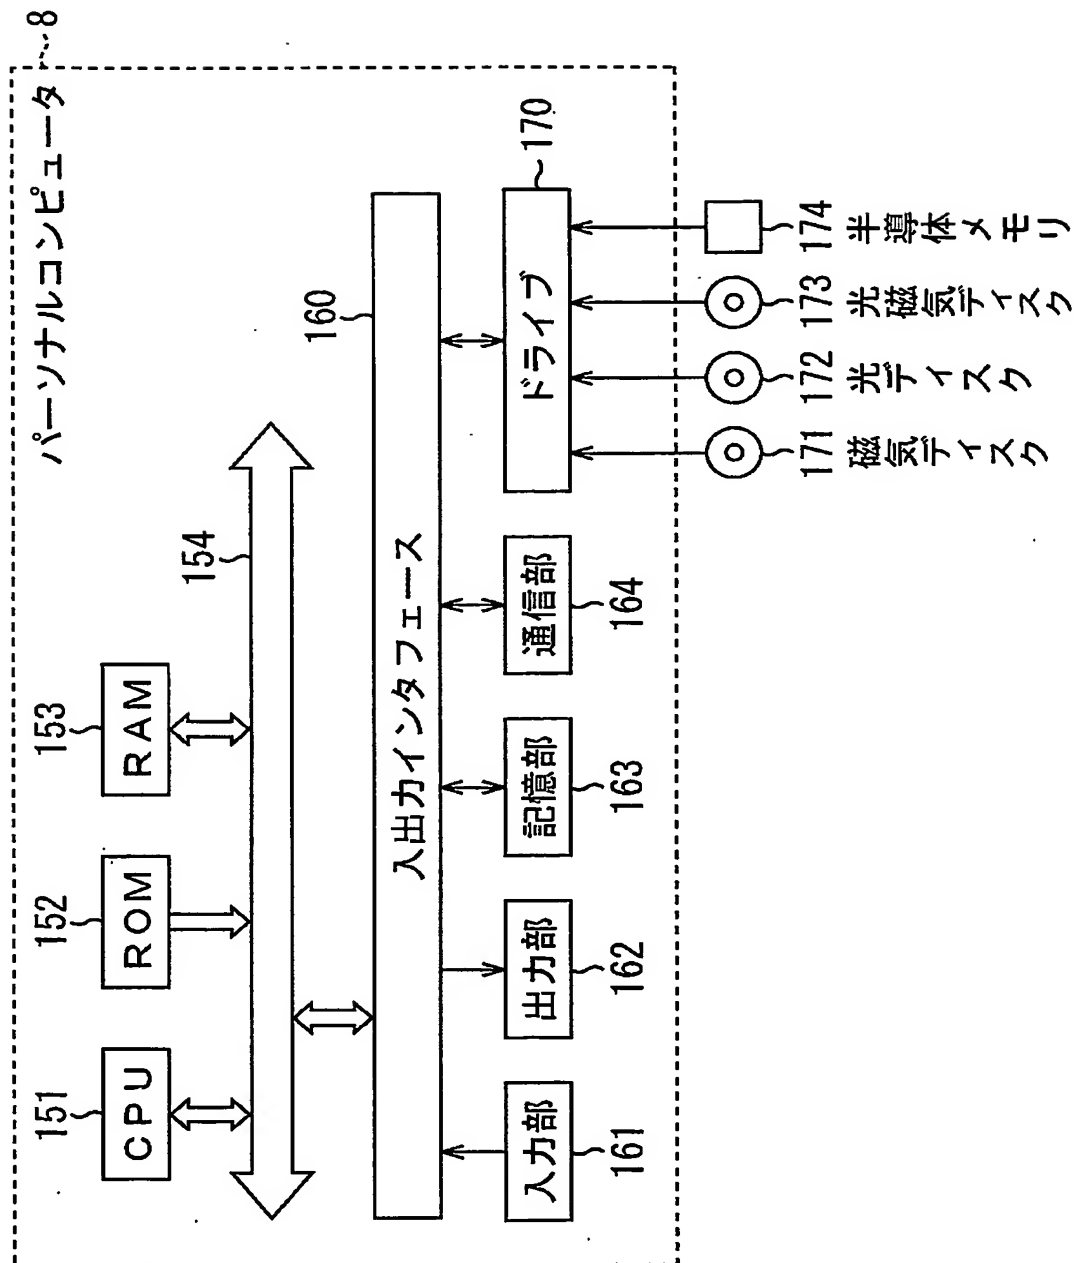 パーソナルコンピュータ 8
151
152
153
CPU
ROM
RAM
154
160
入出力インタフェース
入力部
出力部
記憶部
通信部
ドライブ
170
161
162
163
164
171
172
173
174
磁気ディスク
光ディスク
光磁気ディスク
半導体メモリ